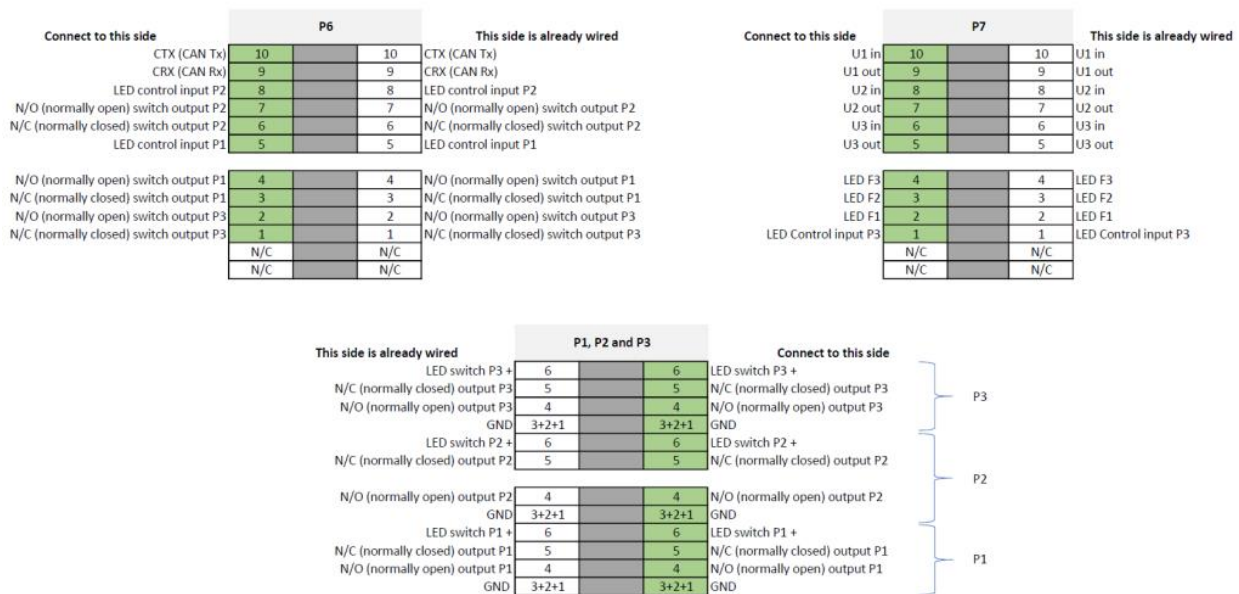 P6
Connect to this side This side is already wired
CTX (CAN Tx) 10 10 CTX (CAN Tx)
CRX (CAN Rx) 9 9 CRX (CAN Rx)
LED control input P2 8 8 LED control input P2
N/O (normally open) switch output P2 7 7 N/O (normally open) switch output P2
N/C (normally closed) switch output P2 6 6 N/C (normally closed) switch output P2
LED control input P1 5 5 LED control input P1
N/O (normally open) switch output P1 4 4 N/O (normally open) switch output P1
N/C (normally closed) switch output P1 3 3 N/C (normally closed) switch output P1
N/O (normally open) switch output P3 2 2 N/O (normally open) switch output P3
N/C (normally closed) switch output P3 1 1 N/C (normally closed) switch output P3
N/C N/C
N/C N/C
P7
Connect to this side This side is already wired
U1 in 10 10 U1 in
U1 out 9 9 U1 out
U2 in 8 8 U2 in
U2 out 7 7 U2 out
U3 in 6 6 U3 in
U3 out 5 5 U3 out
LED F3 4 4 LED F3
LED F2 3 3 LED F2
LED F1 2 2 LED F1
LED Control input P3 1 1 LED Control input P3
N/C N/C
N/C N/C
P1, P2 and P3
This side is already wired Connect to this side
LED switch P3 + 6 6 LED switch P3 +
N/C (normally closed) output P3 5 5 N/C (normally closed) output P3
N/O (normally open) output P3 4 4 N/O (normally open) output P3
GND 3+2+1 3+2+1 GND
P3
LED switch P2 + 6 6 LED switch P2 +
N/C (normally closed) output P2 5 5 N/C (normally closed) output P2
N/O (normally open) output P2 4 4 N/O (normally open) output P2
GND 3+2+1 3+2+1 GND
P2
LED switch P1 + 6 6 LED switch P1 +
N/C (normally closed) output P1 5 5 N/C (normally closed) output P1
N/O (normally open) output P1 4 4 N/O (normally open) output P1
GND 3+2+1 3+2+1 GND
P1